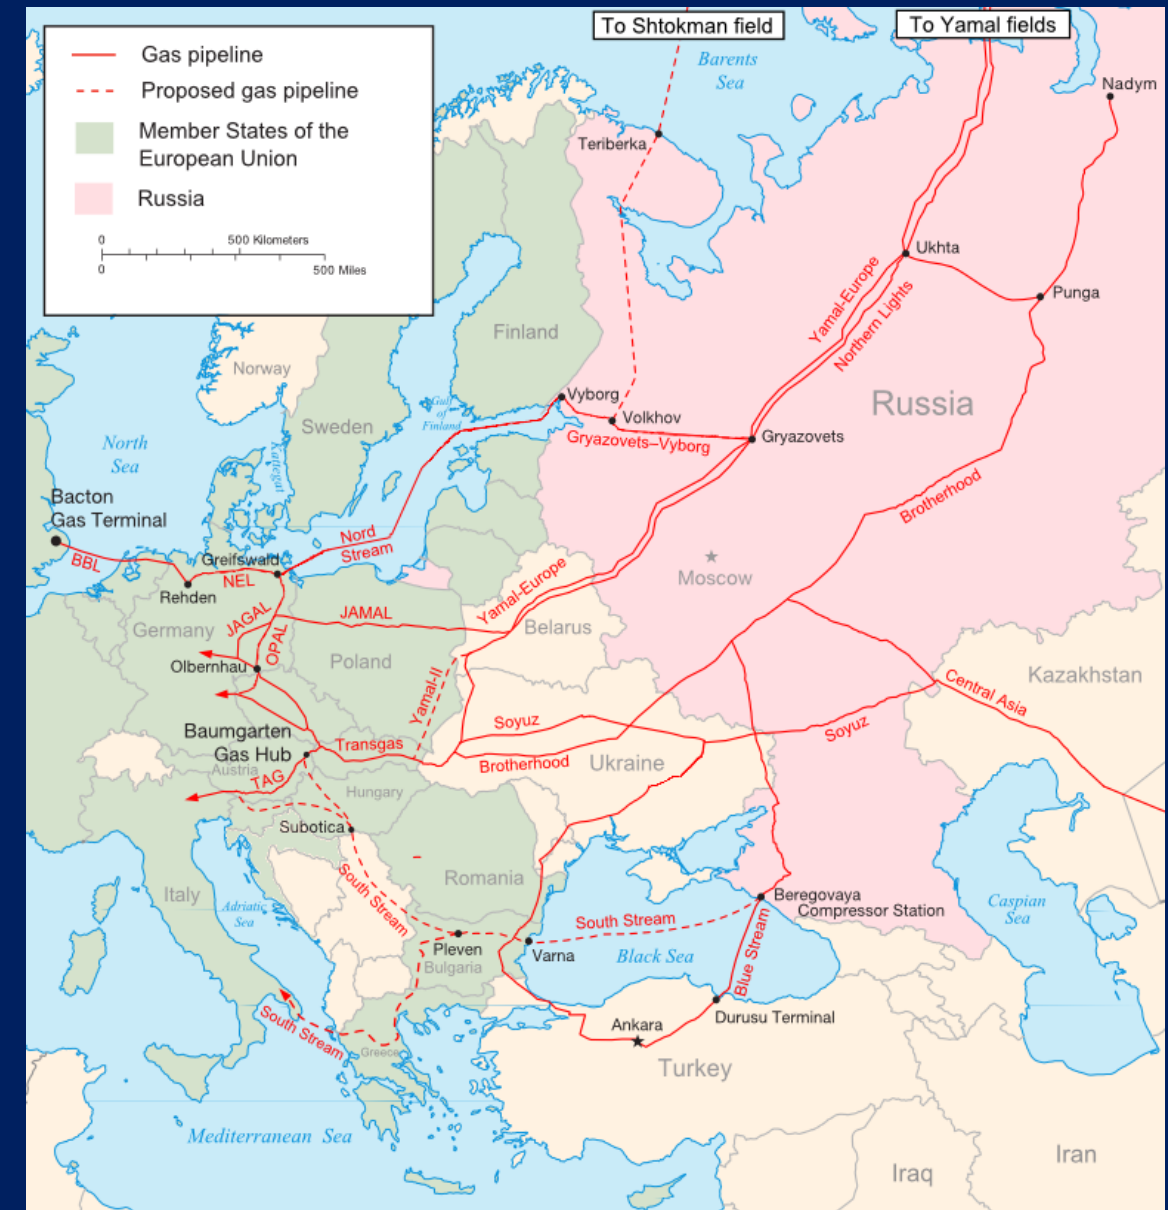 To Shtokman field
To Yamal fields
Gas pipeline
Proposed gas pipeline
Member States of the
European Union
Russia
0
500 Kilometers
0
500 Miles
Barents
Sea
Nadym
Teriberka
Ukhta
Punga
Yamal-Europe
Northern Lights
Finland
Norway
Sweden
Gulf
of
Finland
Vyborg
Volkhov
Gryazovets–Vyborg
Gryazovets
Russia
North
Sea
Kattegat
Bacton
Gas Terminal
BBL
Greifswald
NEL
Rehden
Nord
Stream
Brotherhood
Moscow
Yamal-Europe
Germany
JAGAL
OPAL
JAMAL
Belarus
Olbernhau
Poland
Yamal-II
Kazakhstan
Central Asia
Baumgarten
Gas Hub
Transgas
Soyuz
Brotherhood
Soyuz
Ukraine
Austria
TAG
Hungary
Subotica
Italy
Adriatic
Sea
South Stream
Romania
Beregovaya
Compressor Station
Caspian
Sea
South Stream
Pleven
Bulgaria
Varna
Black Sea
Blue Stream
South Stream
Greece
Ankara
Durusu Terminal
Turkey
Mediterranean Sea
Iraq
Iran